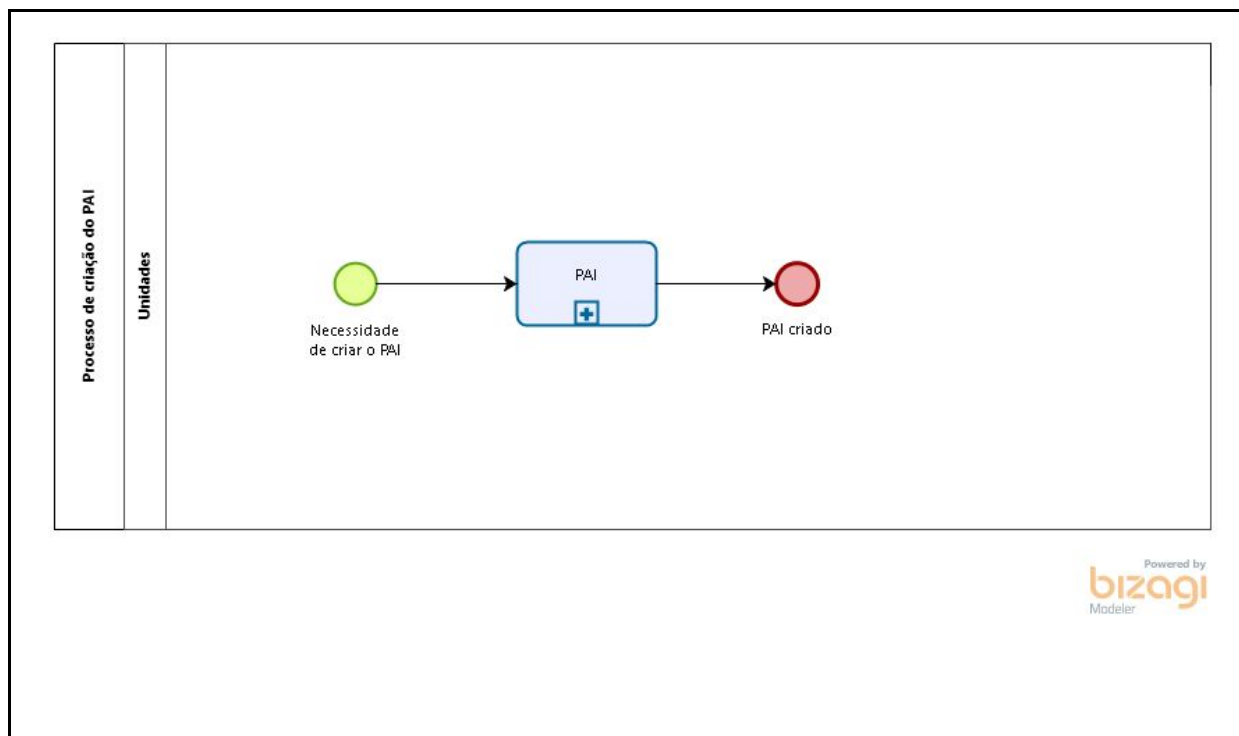 Processo de criação do PAI
Unidades
PAI
Necessidade
de criar o PAI
PAI criado
Powered by
bizagi
Modeler